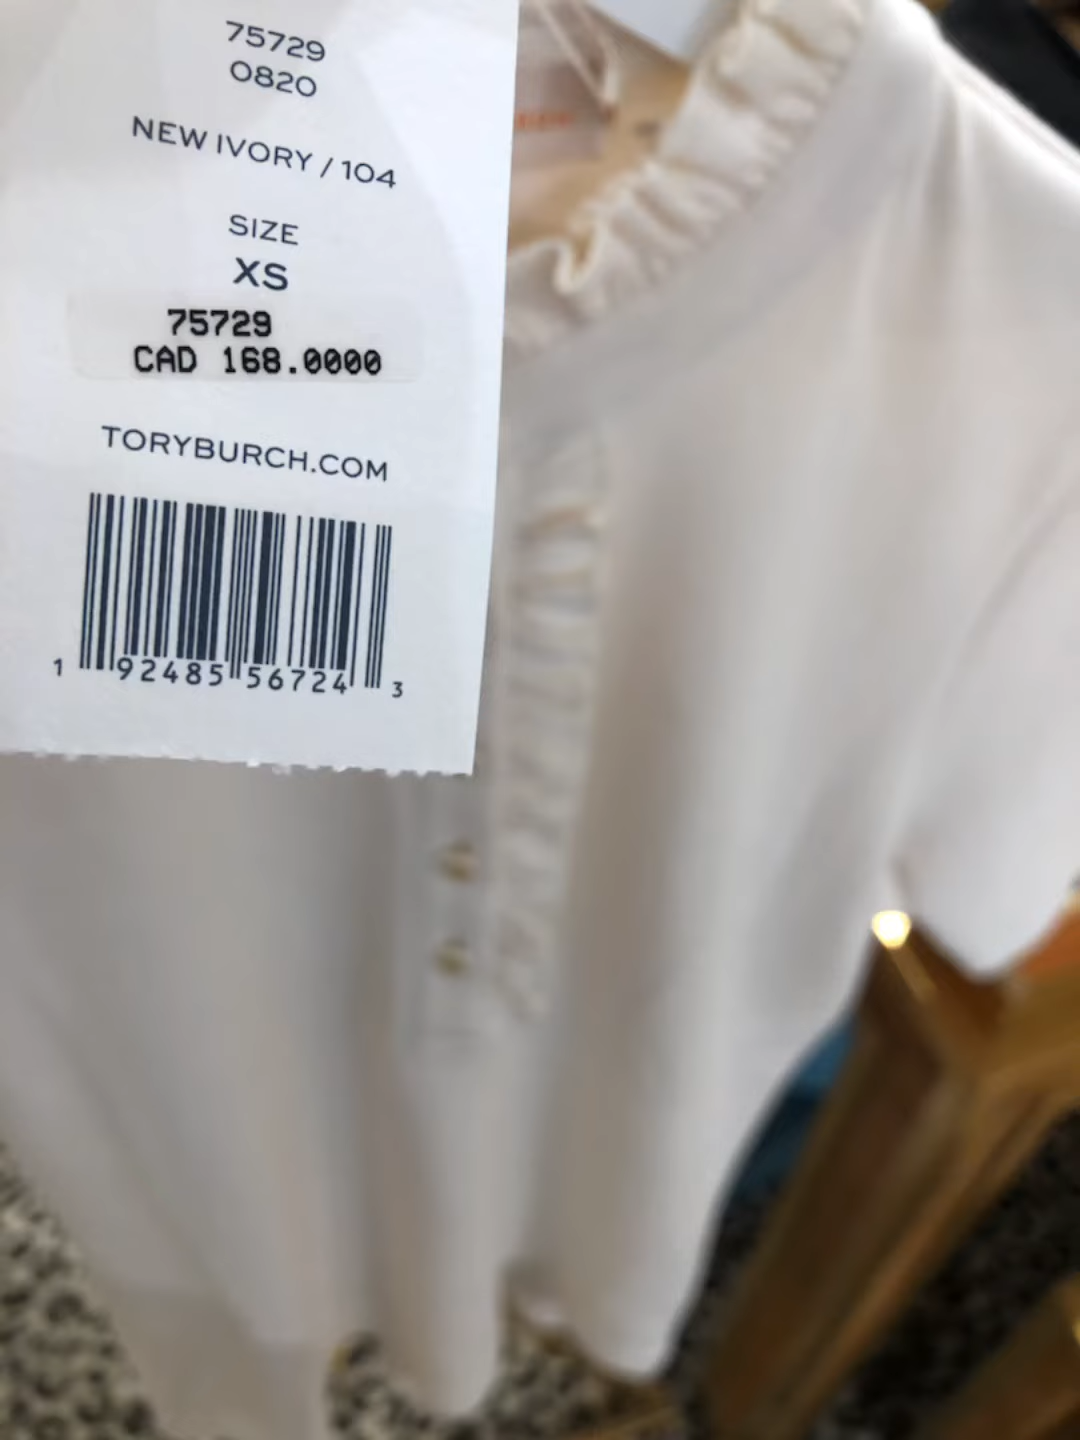 75729
0820
NEW IVORY / 104
SIZE
XS
75729
CAD 168.0000
TORYBURCH.COM
1 92485 56724 3